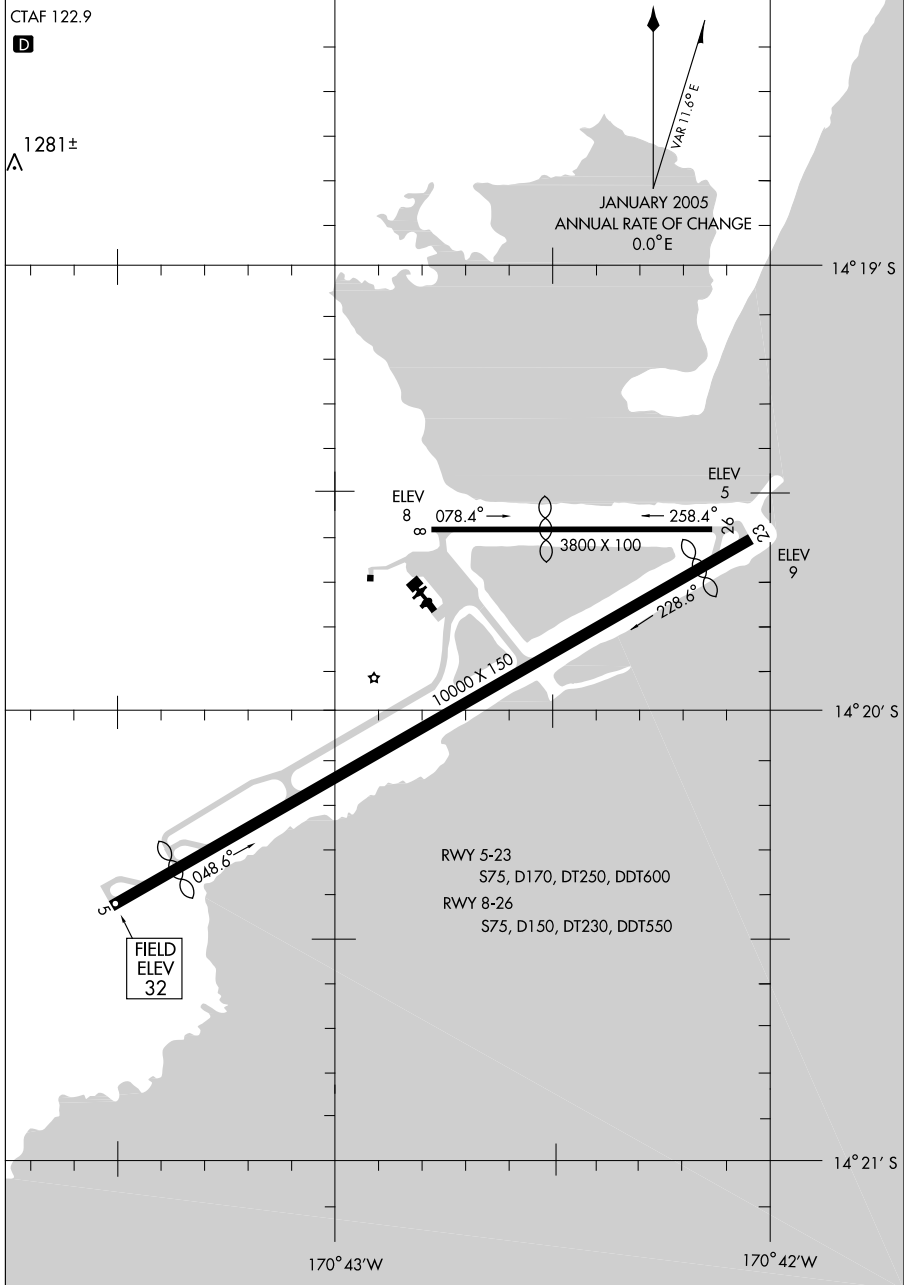 CTAF 122.9
D
1281±
VAR 11.6° E
JANUARY 2005
ANNUAL RATE OF CHANGE
0.0° E
14° 19' S
ELEV
5
ELEV
8
078.4°
258.4°
8
26
3800 X 100
23
ELEV
9
228.6°
10000 X 150
14° 20' S
048.6°
5
RWY 5-23
S75, D170, DT250, DDT600
RWY 8-26
S75, D150, DT230, DDT550
FIELD
ELEV
32
14° 21' S
170° 43'W
170° 42'W